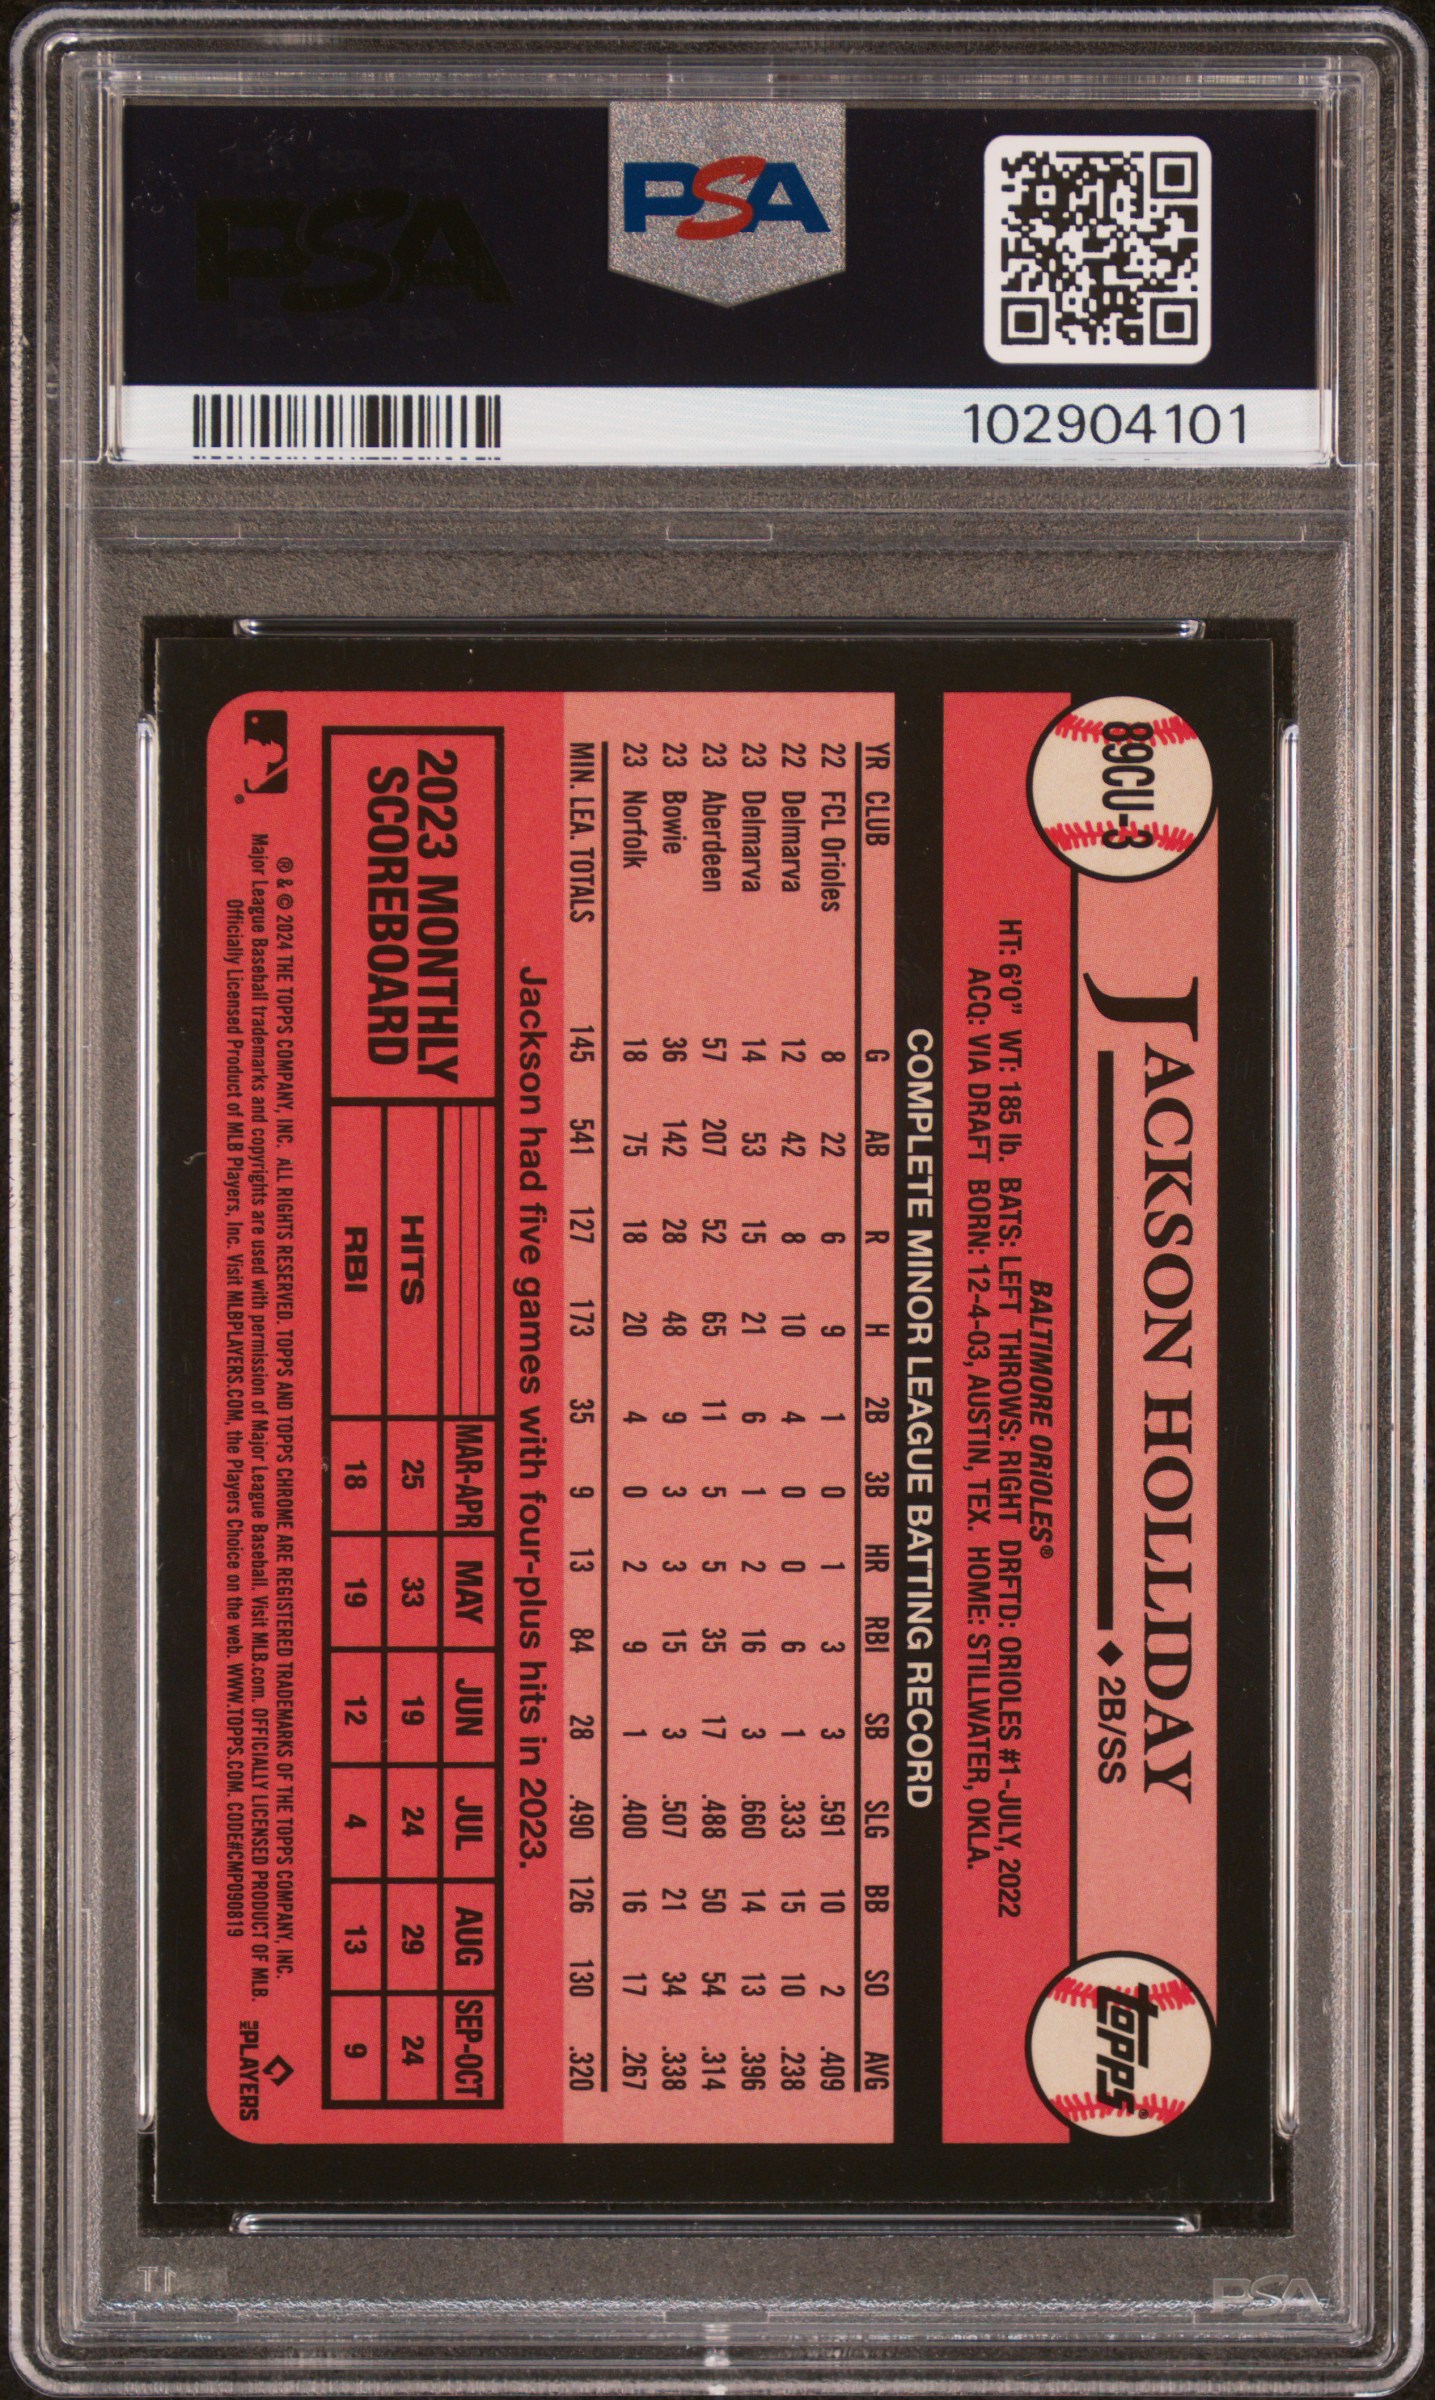 PSA
PSA
102904101
89CU-3
JACKSON HOLLIDAY
◆ 2B/SS
topps®
BALTIMORE ORIOLES®
HT: 6'0" WT: 185 lb. BATS: LEFT THROWS: RIGHT DRFTD: ORIOLES #1-JULY, 2022
ACQ: VIA DRAFT BORN: 12-4-03, AUSTIN, TEX. HOME: STILLWATER, OKLA.
COMPLETE MINOR LEAGUE BATTING RECORD
YR CLUB G AB R H 2B 3B HR RBI SB SLG BB SO AVG
22 FCL Orioles 8 22 6 9 1 0 1 3 3 .591 10 2 .409
22 Delmarva 12 42 8 10 4 0 0 6 1 .333 15 10 .238
23 Delmarva 14 53 15 21 6 1 2 16 3 .660 14 13 .396
23 Aberdeen 57 207 52 65 11 5 5 35 17 .488 50 54 .314
23 Bowie 36 142 28 48 9 3 3 15 3 .507 21 34 .338
23 Norfolk 18 75 18 20 4 0 2 9 1 .400 16 17 .267
MIN. LEA. TOTALS 145 541 127 173 35 9 13 84 28 .490 126 130 .320
Jackson had five games with four-plus hits in 2023.
2023 MONTHLY
SCOREBOARD
MAR-APR MAY JUN JUL AUG SEP-OCT
HITS 25 33 19 24 29 24
RBI 18 19 12 4 13 9
® & © 2024 THE TOPPS COMPANY, INC. ALL RIGHTS RESERVED. TOPPS AND TOPPS CHROME ARE REGISTERED TRADEMARKS OF THE TOPPS COMPANY, INC.
Major League Baseball trademarks and copyrights are used with permission of Major League Baseball. Visit MLB.com. OFFICIALLY LICENSED PRODUCT OF MLB.
Officially Licensed Product of MLB Players, Inc. Visit MLBPLAYERS.COM, the Players Choice on the web. WWW.TOPPS.COM. CODE#CMP090819
MLB PLAYERS
PSA